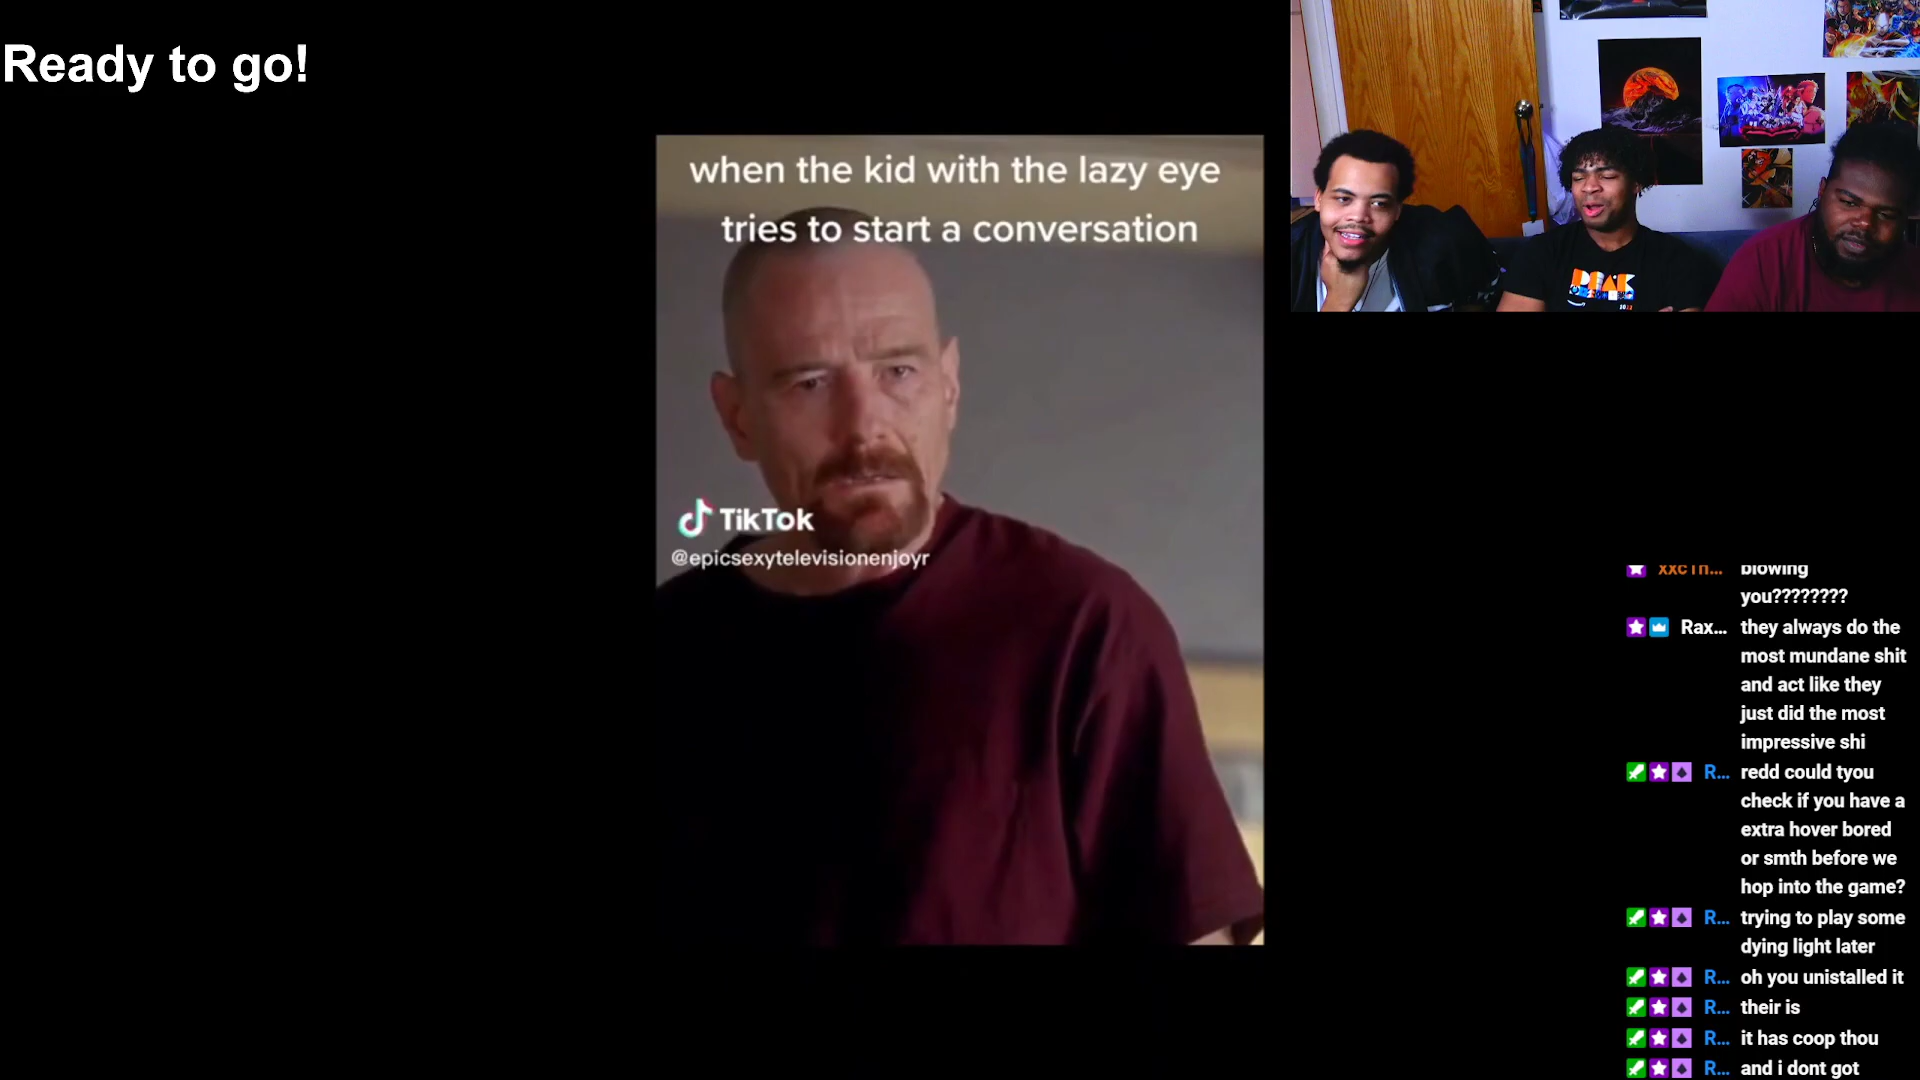 Ready to go!
when the kid with the lazy eye
tries to start a conversation
TikTok
@epicsexytelevisionenjoyr
blowing
you????????
Rax... they always do the
most mundane shit
and act like they
just did the most
impressive shi
R... redd could tyou
check if you have a
extra hover bored
or smth before we
hop into the game?
R... trying to play some
dying light later
R... oh you unistalled it
R... their is
R... it has coop thou
R... and i dont got